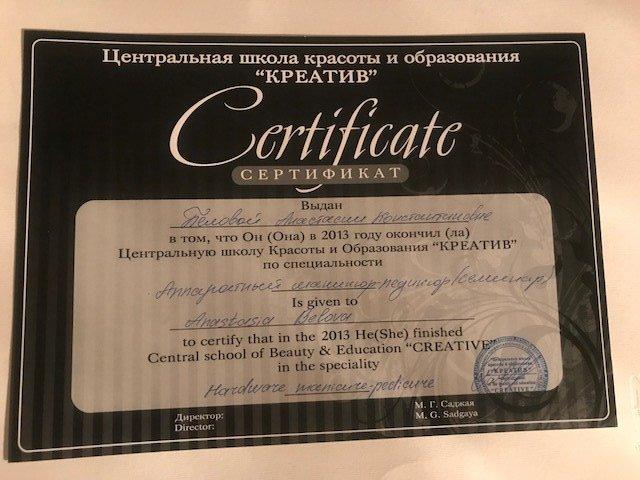 Центральная школа красоты и образования
“КРЕАТИВ”
Certificate
СЕРТИФИКАТ
Выдан
Беловой Анастасии Константиновне
в том, что Он (Она) в 2013 году окончил (ла)
Центральную школу Красоты и Образования “КРЕАТИВ”
по специальности
Аппаратный маникюр педикюр (семинар)
Is given to
Anastasia Belova
to certify that in the 2013 He(She) finished
Central school of Beauty & Education “CREATIVE”
in the speciality
Hardware manicure-pedicure
Директор: М. Г. Саджая
Director: M. G. Sadgaya
"КРЕАТИВ"
"CREATIVE"